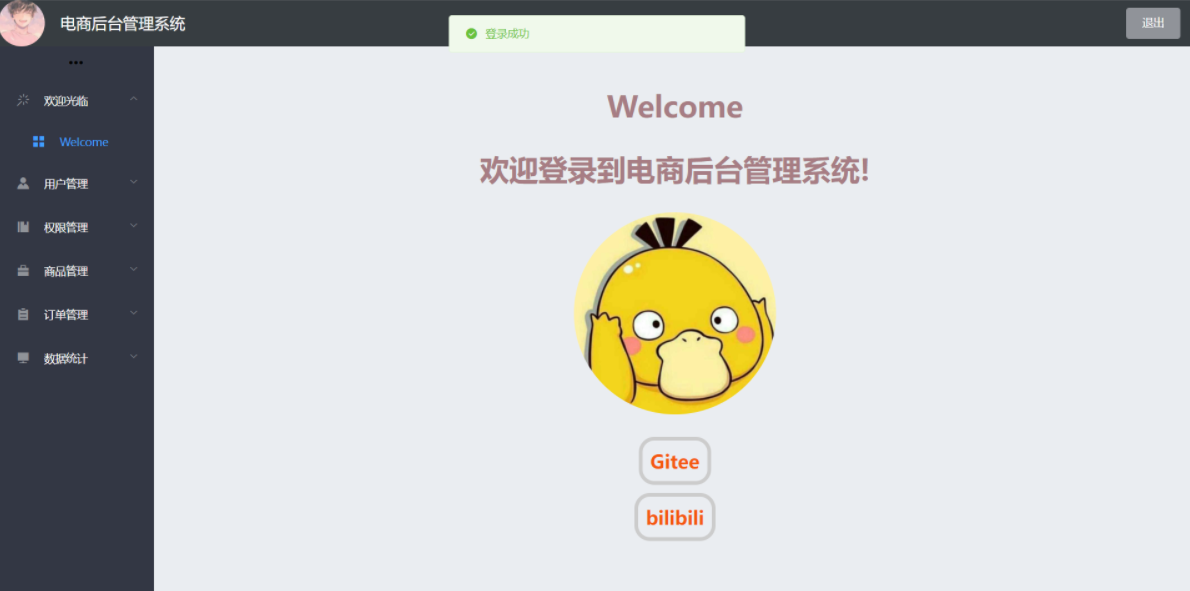 电商后台管理系统
登录成功
退出
•••
欢迎光临
Welcome
用户管理
权限管理
商品管理
订单管理
数据统计
Welcome
欢迎登录到电商后台管理系统!
Gitee
bilibili